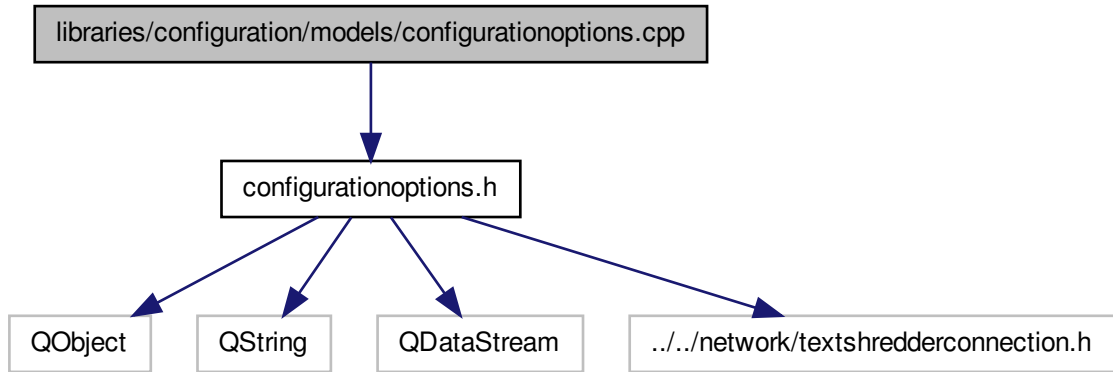 libraries/configuration/models/configurationoptions.cpp
configurationoptions.h
QObject
QString
QDataStream
../../network/textshredderconnection.h